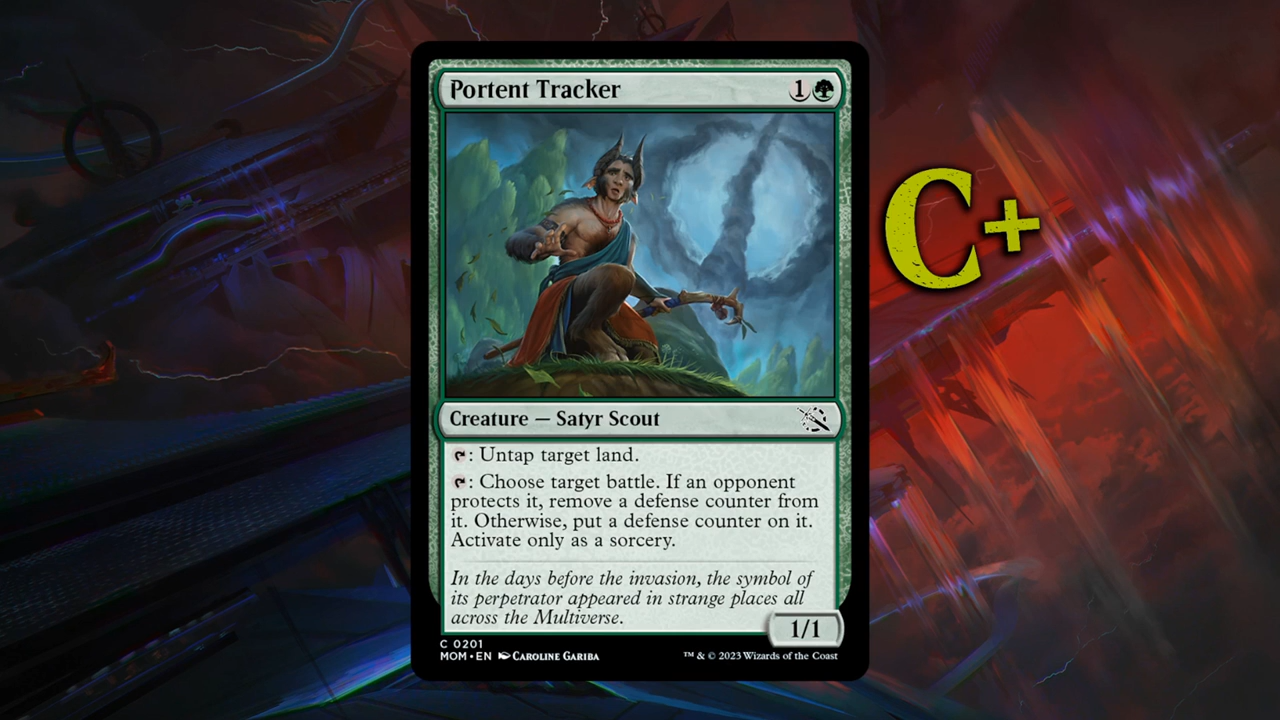 Portent Tracker 1
C+
Creature — Satyr Scout
: Untap target land.
: Choose target battle. If an opponent
protects it, remove a defense counter from
it. Otherwise, put a defense counter on it.
Activate only as a sorcery.
In the days before the invasion, the symbol of
its perpetrator appeared in strange places all
across the Multiverse.
1/1
C 0201
MOM • EN CAROLINE GARIBA
™ & © 2023 Wizards of the Coast